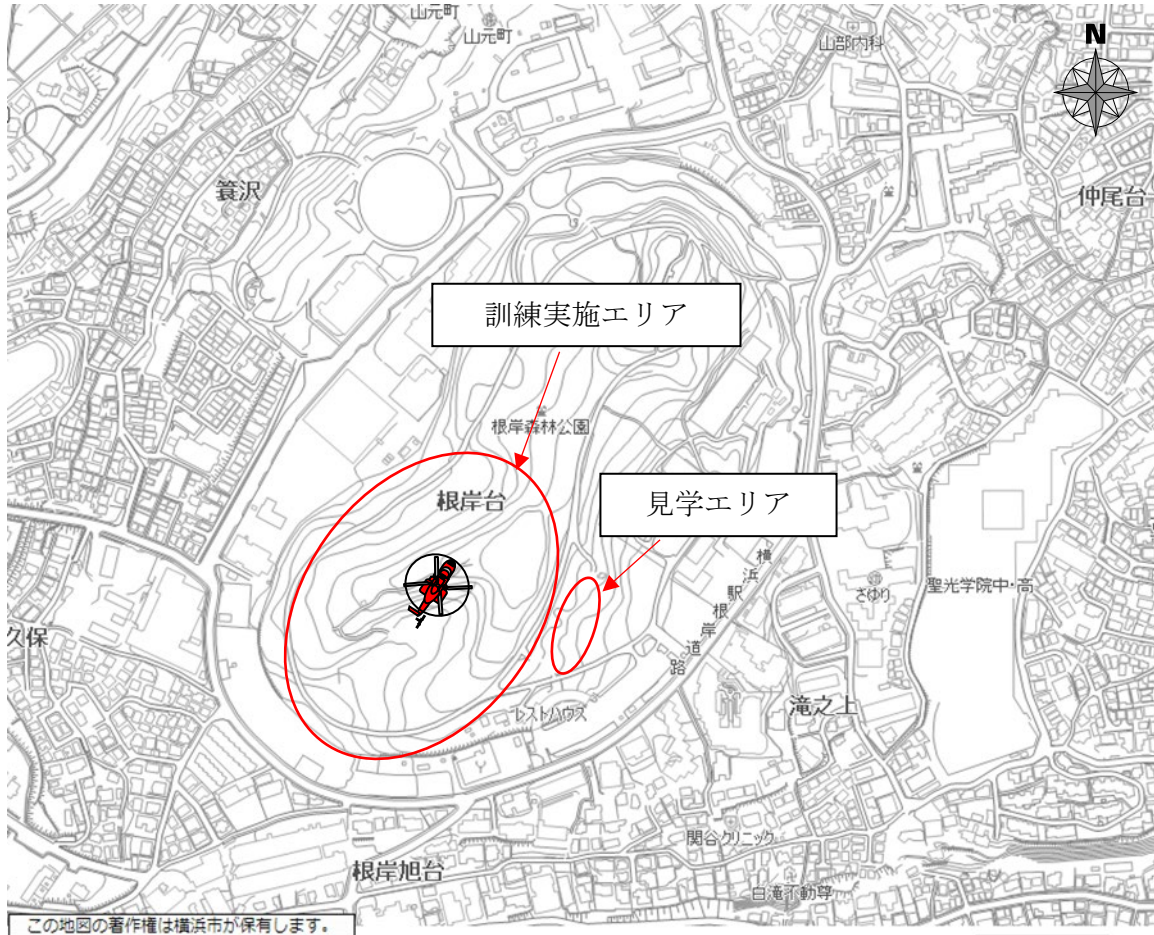 山元町
山元町
山部内科
N
簑沢
仲尾台
訓練実施エリア
根岸森林公園
根岸台
見学エリア
横浜駅根岸道路
さゆり
聖光学院中・高
久保
レストハウス
滝之上
関谷クリニック
根岸旭台
白滝不動尊
この地図の著作権は横浜市が保有します。